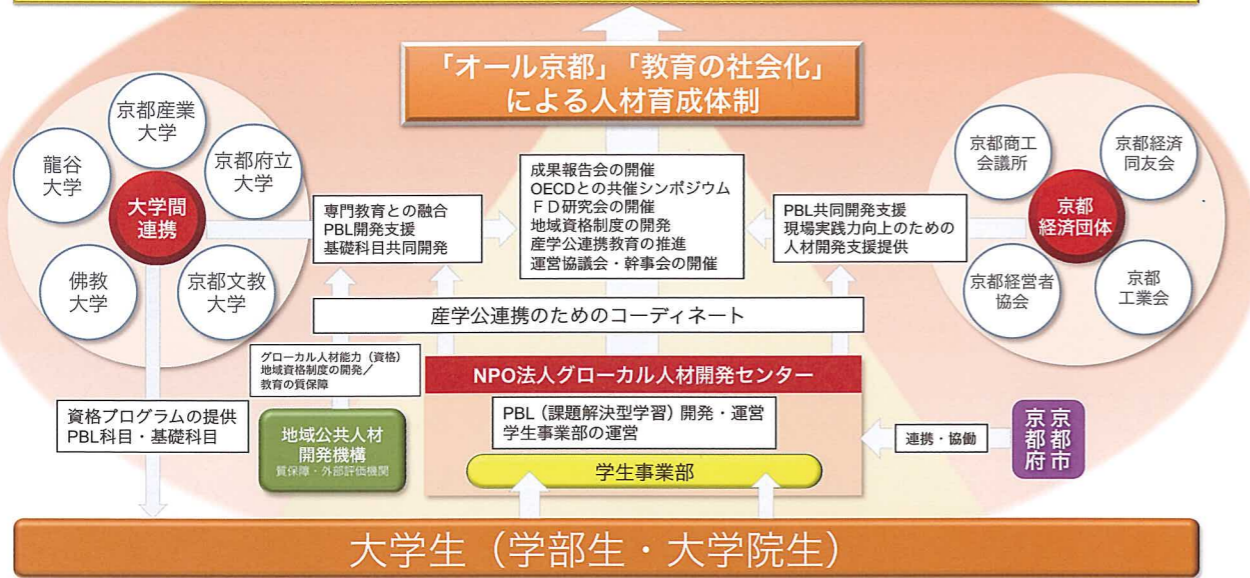 「オール京都」「教育の社会化」
による人材育成体制
京都産業
大学
龍谷
大学
京都府立
大学
大学間
連携
佛教
大学
京都文教
大学
専門教育との融合
PBL開発支援
基礎科目共同開発
成果報告会の開催
OECDとの共催シンポジウム
ＦＤ研究会の開催
地域資格制度の開発
産学公連携教育の推進
運営協議会・幹事会の開催
PBL共同開発支援
現場実践力向上のための
人材開発支援提供
京都商工
会議所
京都経済
同友会
京都
経済団体
京都経営者
協会
京都
工業会
産学公連携のためのコーディネート
グローカル人材能力（資格）
地域資格制度の開発／
教育の質保障
NPO法人グローカル人材開発センター
PBL（課題解決型学習）開発・運営
学生事業部の運営
学生事業部
資格プログラムの提供
PBL科目・基礎科目
地域公共人材
開発機構
質保障・外部評価機関
連携・協働
京都市
京都府
大学生（学部生・大学院生）